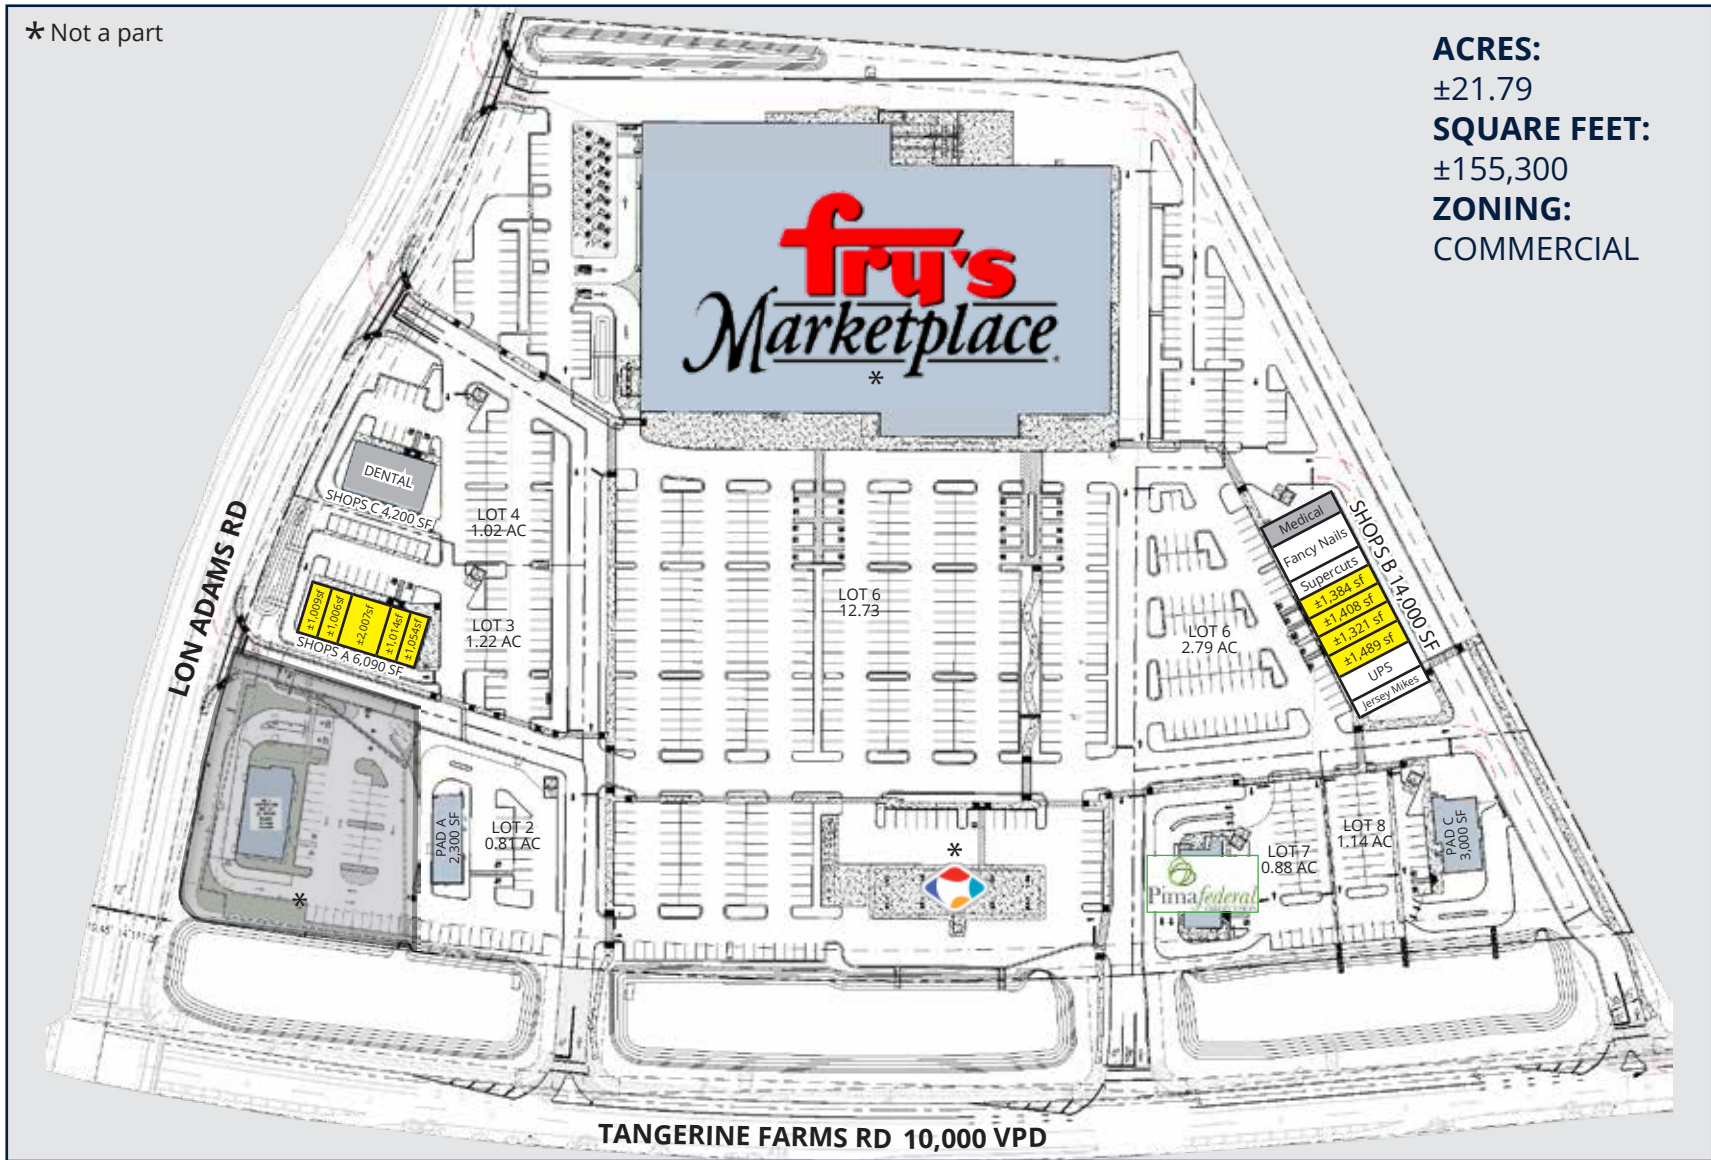 * Not a part
ACRES:
±21.79
SQUARE FEET:
±155,300
ZONING:
COMMERCIAL
fry's
Marketplace
*
DENTAL
SHOPS C 4,200 SF
LOT 4
1.02 AC
LON ADAMS RD
±1,009sf
±1,006sf
±2,007sf
±1,014sf
±1,054sf
SHOPS A 6,090 SF
LOT 3
1.22 AC
LOT 6
12.73
LOT 6
2.79 AC
Medical
Fancy Nails
Supercuts
±1,384 sf
±1,408 sf
±1,321 sf
±1,489 sf
UPS
Jersey Mikes
SHOPS B 14,000 SF
*
PAD A
2,300 SF
LOT 2
0.81 AC
*
Pima federal
LOT 7
0.88 AC
LOT 8
1.14 AC
PAD C
3,000 SF
TANGERINE FARMS RD 10,000 VPD